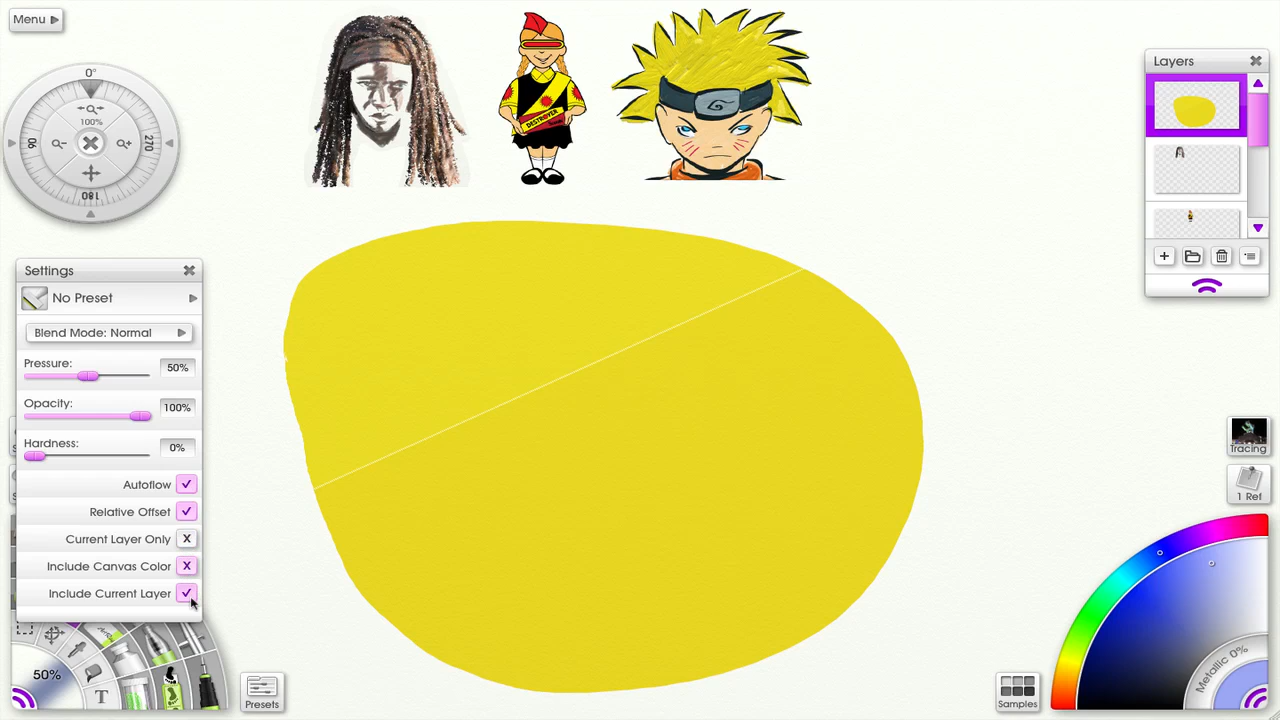 Menu
0°
100%
270
180
DESTROYER
Layers
Settings
No Preset
Blend Mode: Normal
Pressure:
50%
Opacity:
100%
Hardness:
0%
Autoflow
Relative Offset
Current Layer Only
X
Include Canvas Color
X
Include Current Layer
50%
T
Presets
Tracing
1 Ref
Samples
Metallic 0%